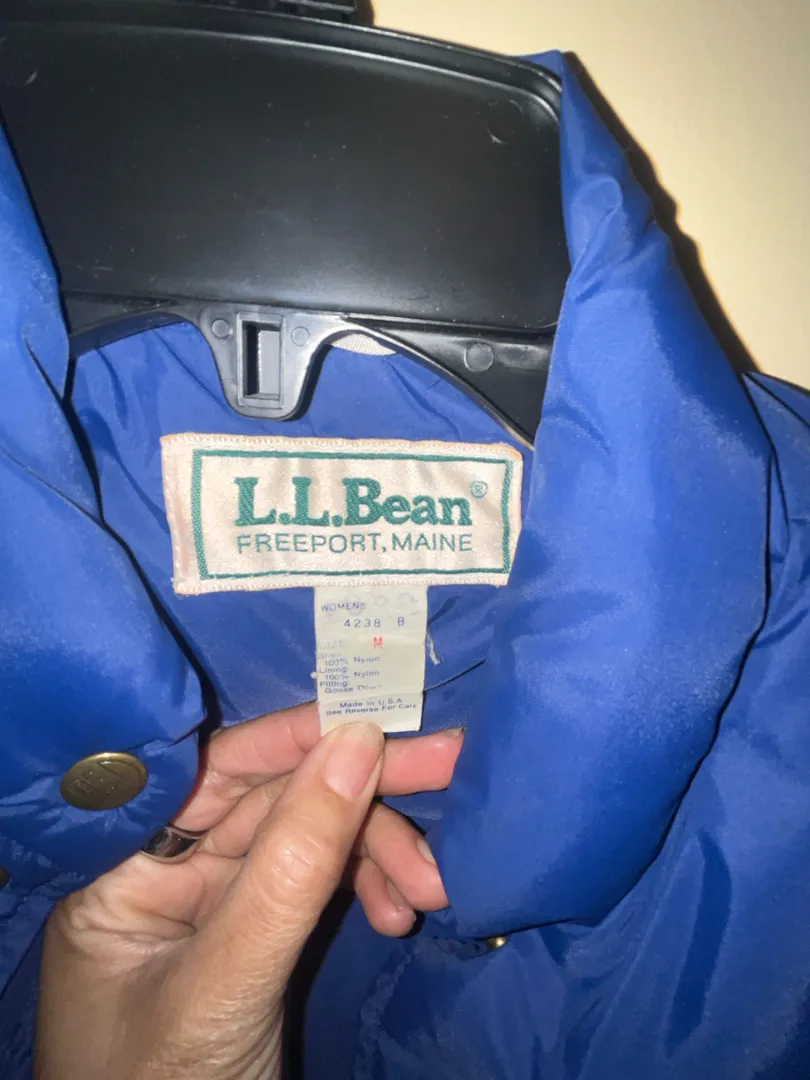 L.L.Bean®
FREEPORT, MAINE
WOMENS
4238 B
M
Shell
100% Nylon
Lining
100% Nylon
Filling
Goose Down
Made in U.S.A.
See Reverse For Care